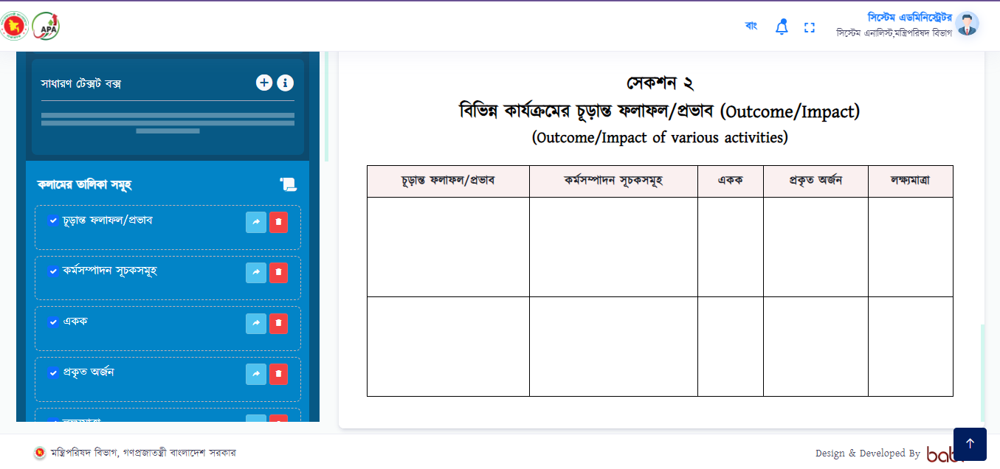 APA
বাং
সিস্টেম এডমিনিস্ট্রেটর
সিস্টেম এনালিস্ট,মন্ত্রিপরিষদ বিভাগ
সাধারণ টেক্সট বক্স
কলামের তালিকা সমূহ
চূড়ান্ত ফলাফল/প্রভাব
কর্মসম্পাদন সূচকসমূহ
একক
প্রকৃত অর্জন
সেকশন ২
বিভিন্ন কার্যক্রমের চূড়ান্ত ফলাফল/প্রভাব (Outcome/Impact)
(Outcome/Impact of various activities)
চূড়ান্ত ফলাফল/প্রভাব কর্মসম্পাদন সূচকসমূহ একক প্রকৃত অর্জন লক্ষ্যমাত্রা
মন্ত্রিপরিষদ বিভাগ, গণপ্রজাতন্ত্রী বাংলাদেশ সরকার
Design & Developed By